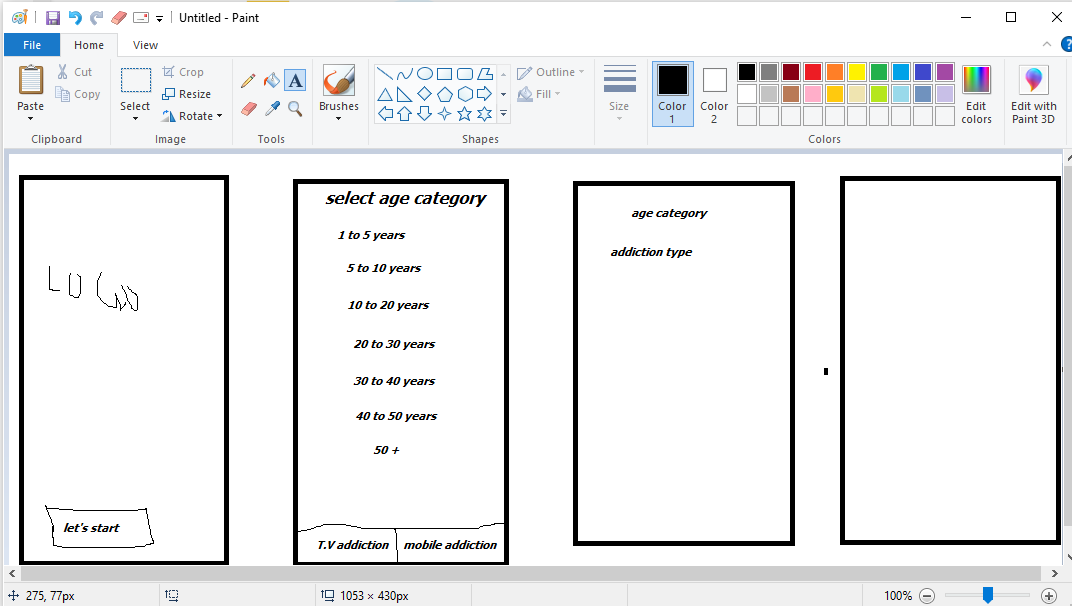 Untitled - Paint
File Home View
Paste
Cut
Copy
Clipboard
Select
Crop
Resize
Rotate
Image
A
Tools
Brushes
Outline
Fill
Shapes
Size
Color 1
Color 2
Edit colors
Colors
Edit with Paint 3D
?
let's start
select age category
1 to 5 years
5 to 10 years
10 to 20 years
20 to 30 years
30 to 40 years
40 to 50 years
50 +
T.V addiction mobile addiction
age category
addiction type
275, 77px
1053 × 430px
100%